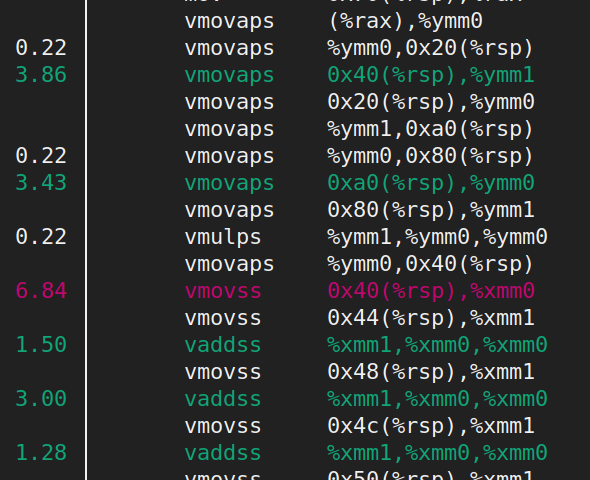 vmovaps (%rax),%ymm0
0.22 vmovaps %ymm0,0x20(%rsp)
3.86 vmovaps 0x40(%rsp),%ymm1
vmovaps 0x20(%rsp),%ymm0
vmovaps %ymm1,0xa0(%rsp)
0.22 vmovaps %ymm0,0x80(%rsp)
3.43 vmovaps 0xa0(%rsp),%ymm0
vmovaps 0x80(%rsp),%ymm1
0.22 vmulps %ymm1,%ymm0,%ymm0
vmovaps %ymm0,0x40(%rsp)
6.84 vmovss 0x40(%rsp),%xmm0
vmovss 0x44(%rsp),%xmm1
1.50 vaddss %xmm1,%xmm0,%xmm0
vmovss 0x48(%rsp),%xmm1
3.00 vaddss %xmm1,%xmm0,%xmm0
vmovss 0x4c(%rsp),%xmm1
1.28 vaddss %xmm1,%xmm0,%xmm0
vmovss 0x50(%rsp),%xmm1